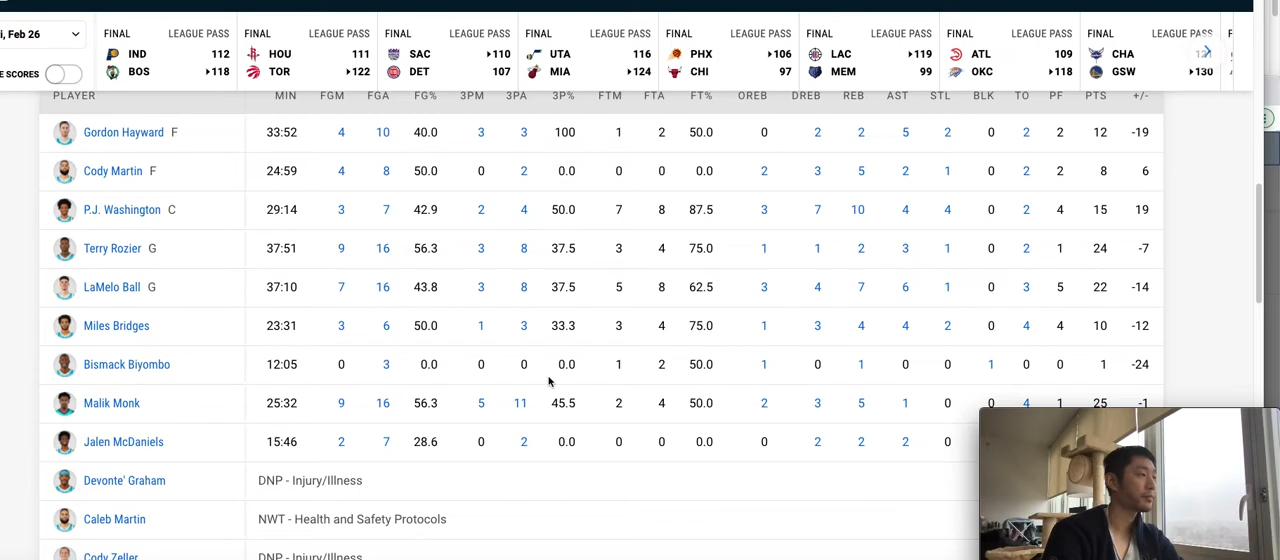 i, Feb 26
E SCORES
FINAL LEAGUE PASS
IND 112
BOS 118
FINAL LEAGUE PASS
HOU 111
TOR 122
FINAL LEAGUE PASS
SAC 110
DET 107
FINAL LEAGUE PASS
UTA 116
MIA 124
FINAL LEAGUE PASS
PHX 106
CHI 97
FINAL LEAGUE PASS
LAC 119
MEM 99
FINAL LEAGUE PASS
ATL 109
OKC 118
FINAL LEAGUE PASS
CHA
GSW 130
PLAYER MIN FGM FGA FG% 3PM 3PA 3P% FTM FTA FT% OREB DREB REB AST STL BLK TO PF PTS +/-
Gordon Hayward F 33:52 4 10 40.0 3 3 100 1 2 50.0 0 2 2 5 2 0 2 2 12 -19
Cody Martin F 24:59 4 8 50.0 0 2 0.0 0 0 0.0 2 3 5 2 1 0 2 2 8 6
P.J. Washington C 29:14 3 7 42.9 2 4 50.0 7 8 87.5 3 7 10 4 4 0 2 4 15 19
Terry Rozier G 37:51 9 16 56.3 3 8 37.5 3 4 75.0 1 1 2 3 1 0 2 1 24 -7
LaMelo Ball G 37:10 7 16 43.8 3 8 37.5 5 8 62.5 3 4 7 6 1 0 3 5 22 -14
Miles Bridges 23:31 3 6 50.0 1 3 33.3 3 4 75.0 1 3 4 4 2 0 4 4 10 -12
Bismack Biyombo 12:05 0 3 0.0 0 0 0.0 1 2 50.0 1 0 1 0 0 1 0 0 1 -24
Malik Monk 25:32 9 16 56.3 5 11 45.5 2 4 50.0 2 3 5 1 0 0 4 1 25 -1
Jalen McDaniels 15:46 2 7 28.6 0 2 0.0 0 0 0.0 0 2 2 2 0
Devonte' Graham DNP - Injury/Illness
Caleb Martin NWT - Health and Safety Protocols
Cody Zeller DNP - Injury/Illness